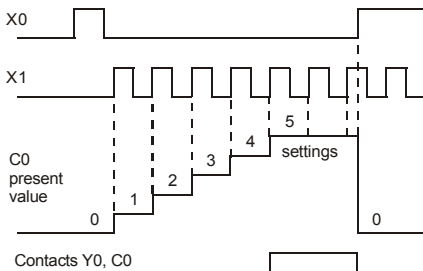 X0
X1
5
4
settings
3
C0
present
value
2
1
0
0
Contacts Y0, C0